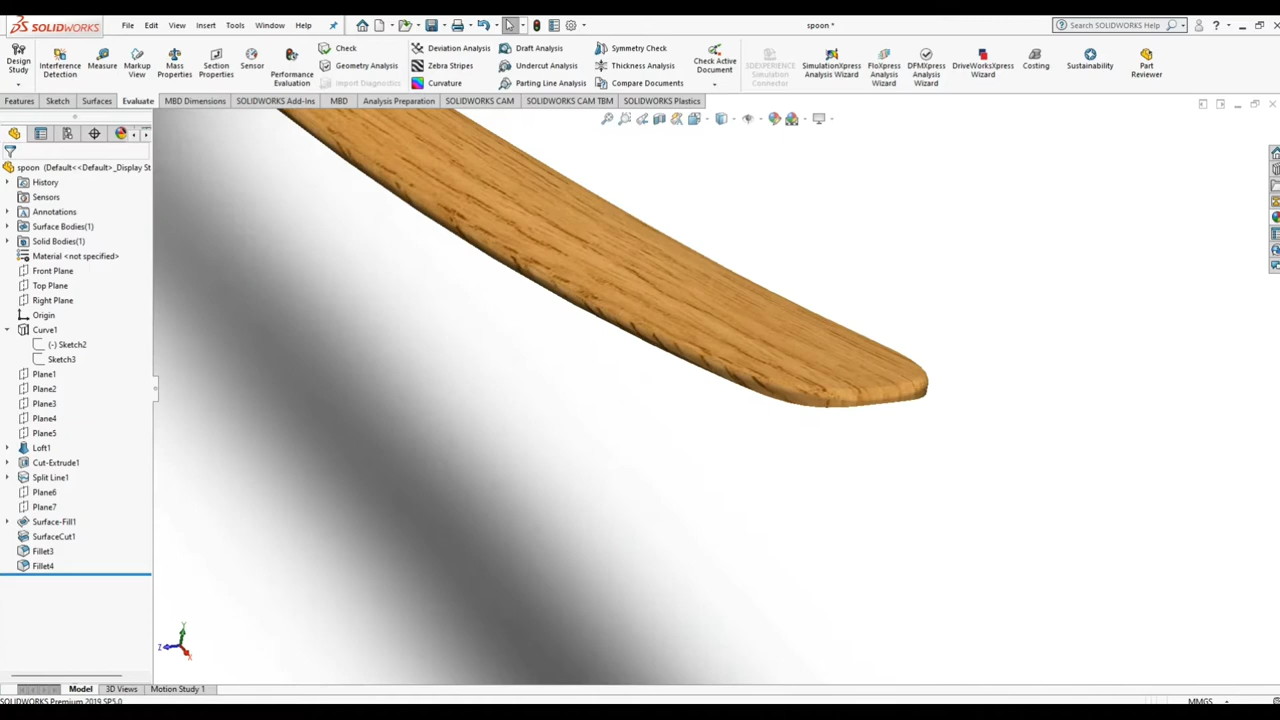 SOLIDWORKS File Edit View Insert Tools Window Help spoon * Search SOLIDWORKS Help ?
Design Study
Interference Detection
Measure
Markup View
Mass Properties
Section Properties
Sensor
Performance Evaluation
Check
Geometry Analysis
Import Diagnostics
Deviation Analysis
Zebra Stripes
Curvature
Draft Analysis
Undercut Analysis
Parting Line Analysis
Symmetry Check
Thickness Analysis
Compare Documents
Check Active Document
3DEXPERIENCE Simulation Connector
SimulationXpress Analysis Wizard
FloXpress Analysis Wizard
DFMXpress Analysis Wizard
DriveWorksXpress Wizard
Costing
Sustainability
Part Reviewer
Features Sketch Surfaces Evaluate MBD Dimensions SOLIDWORKS Add-Ins MBD Analysis Preparation SOLIDWORKS CAM SOLIDWORKS CAM TBM SOLIDWORKS Plastics
spoon (Default<<Default>_Display St
History
Sensors
Annotations
Surface Bodies(1)
Solid Bodies(1)
Material <not specified>
Front Plane
Top Plane
Right Plane
Origin
Curve1
(-) Sketch2
Sketch3
Plane1
Plane2
Plane3
Plane4
Plane5
Loft1
Cut-Extrude1
Split Line1
Plane6
Plane7
Surface-Fill1
SurfaceCut1
Fillet3
Fillet4
Y
Z
X
Model 3D Views Motion Study 1
SOLIDWORKS Premium 2019 SP5.0 MMGS